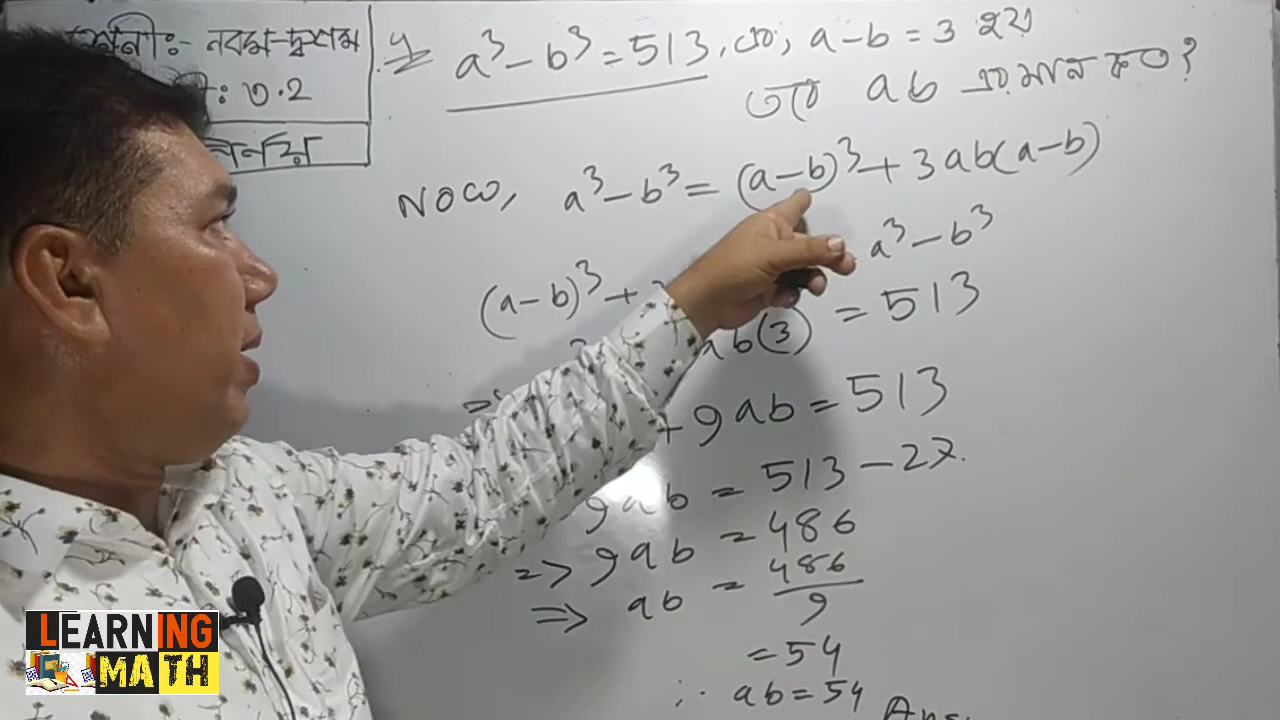 শ্রেনীঃ- নবম-দশম
ঃ ৩.২
নির্নয়
a³ - b³ = 513, এবং, a - b = 3 হয়
তবে ab এর মান কত?
Now, a³ - b³ = (a-b)³ + 3ab(a-b)
(a-b)³ + a³ - b³
ab(3) = 513
=> + 9ab = 513
9ab = 513 - 27.
=> 9ab = 486
=> ab = 486/9
= 54
∴ ab = 54 Ans
LEARNING
MATH